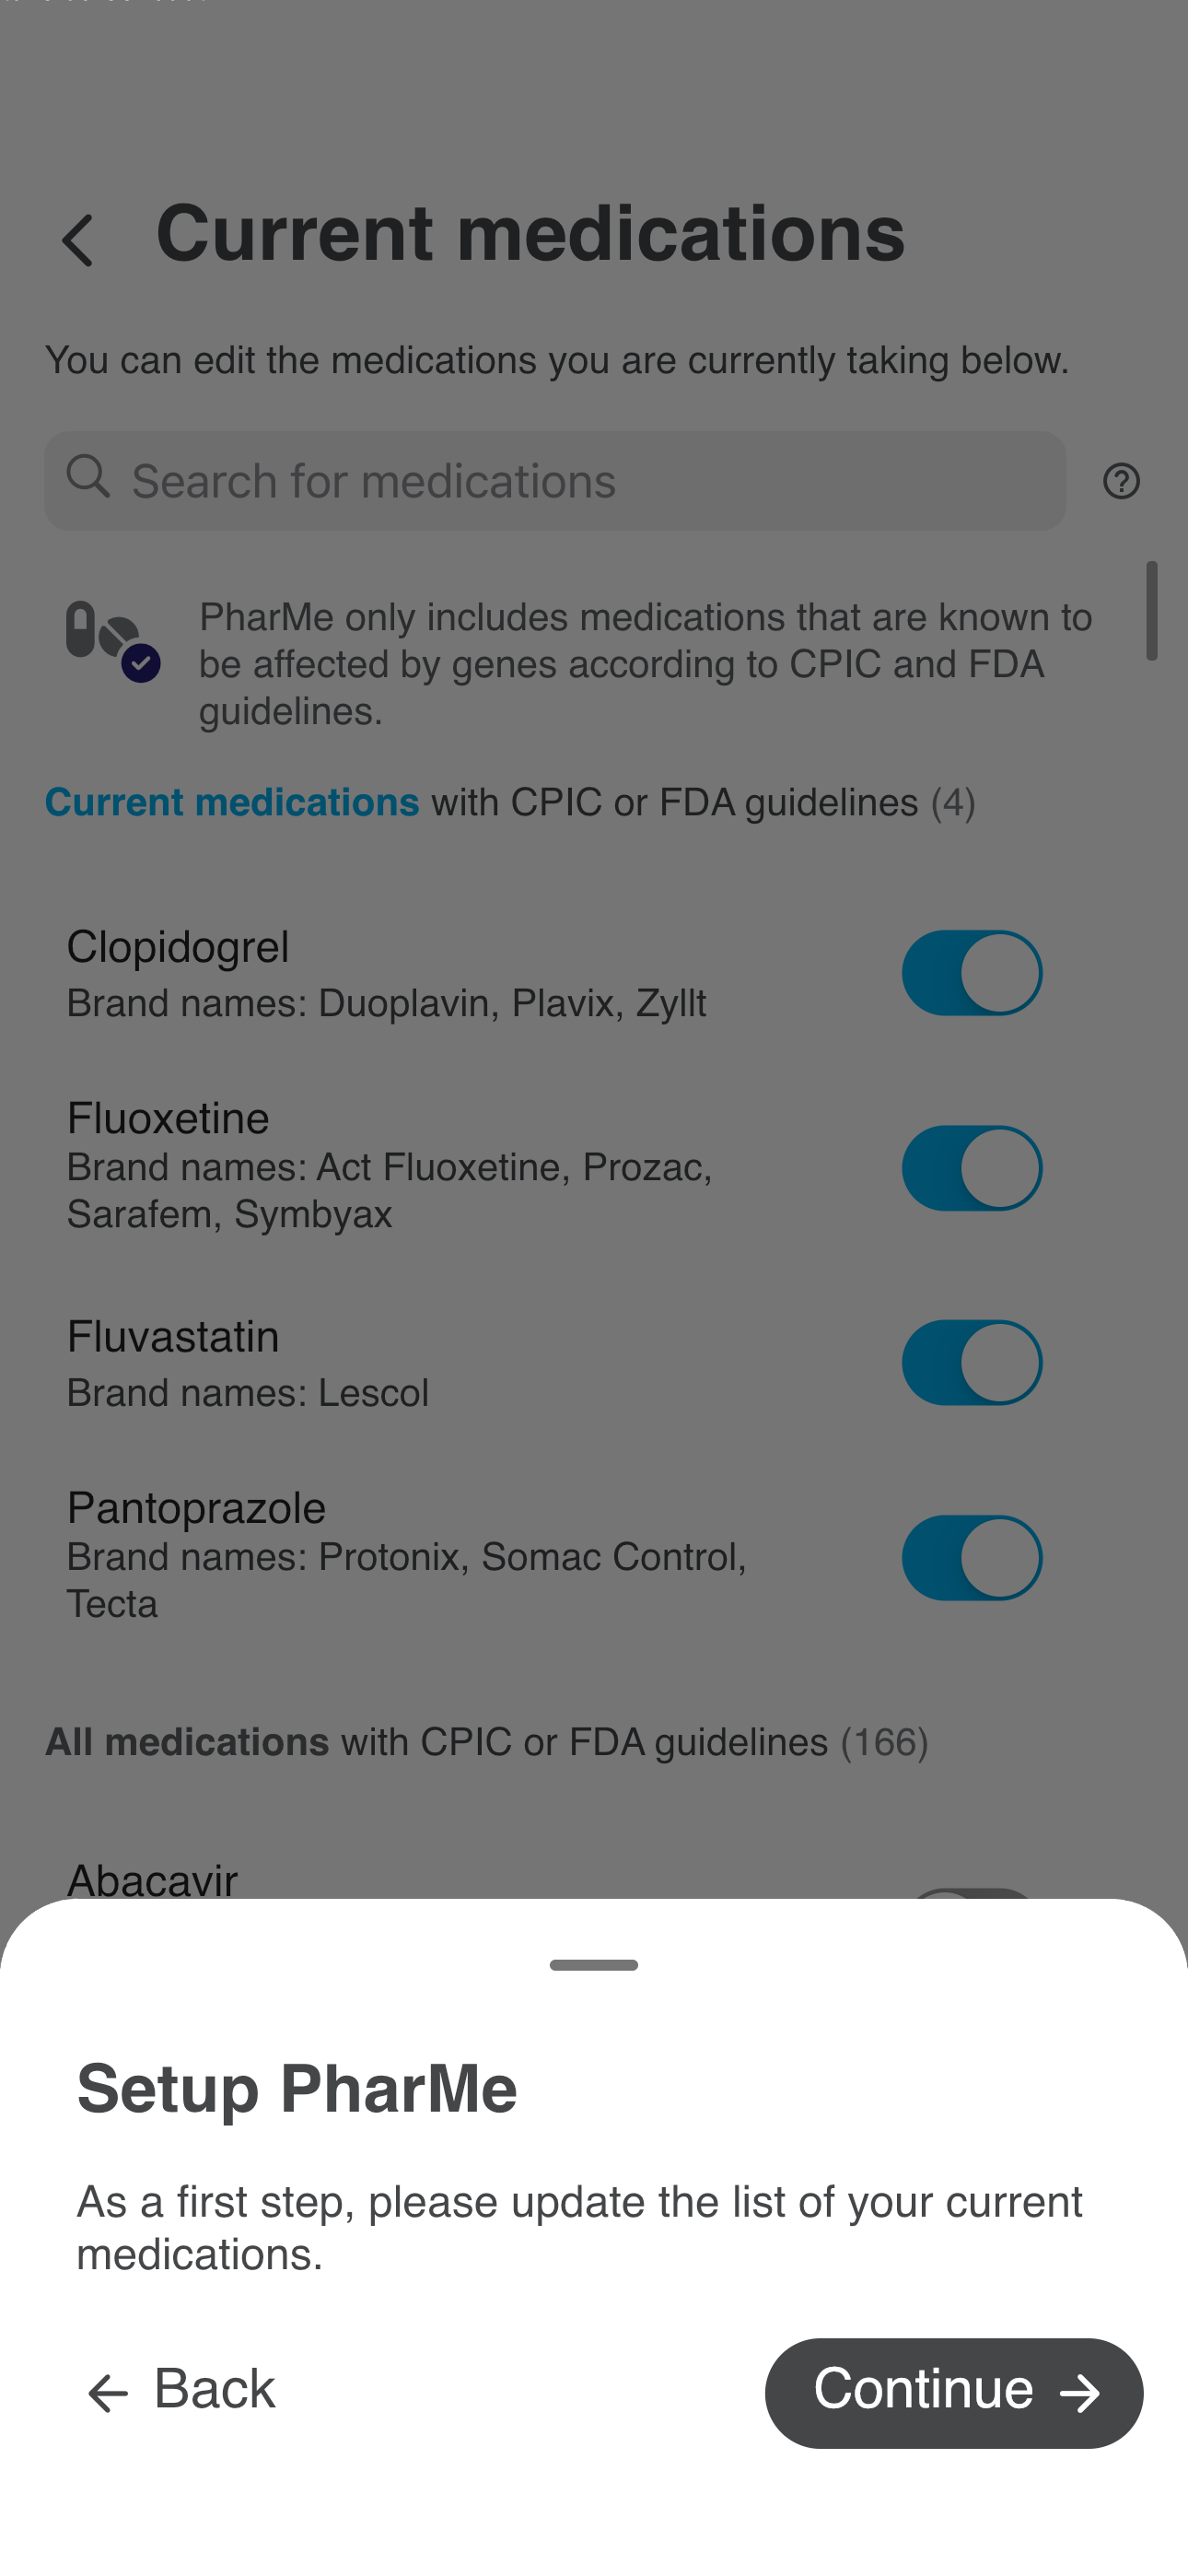 Current medications
You can edit the medications you are currently taking below.
Search for medications
PharMe only includes medications that are known to
be affected by genes according to CPIC and FDA
guidelines.
Current medications with CPIC or FDA guidelines (4)
Clopidogrel
Brand names: Duoplavin, Plavix, Zyllt
Fluoxetine
Brand names: Act Fluoxetine, Prozac,
Sarafem, Symbyax
Fluvastatin
Brand names: Lescol
Pantoprazole
Brand names: Protonix, Somac Control,
Tecta
All medications with CPIC or FDA guidelines (166)
Abacavir
Setup PharMe
As a first step, please update the list of your current
medications.
Back
Continue